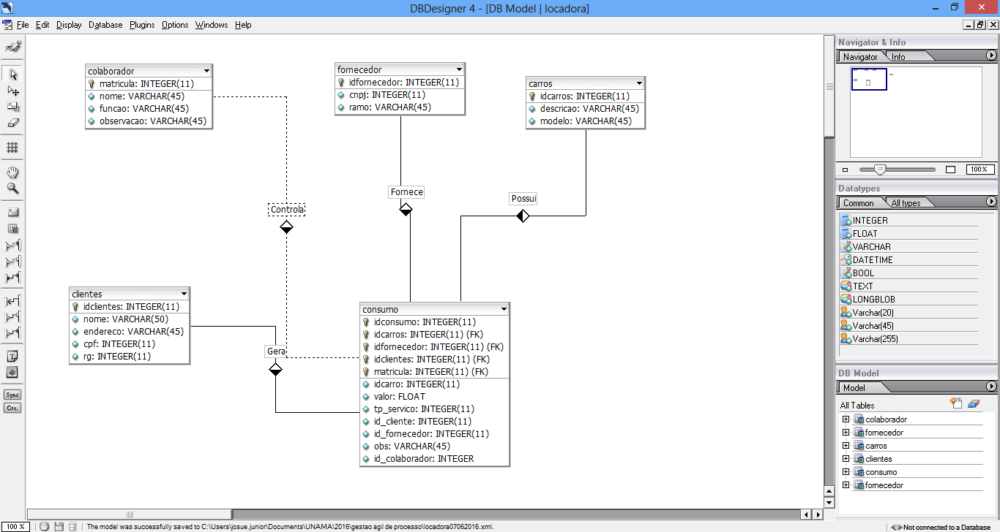 DBDesigner 4 - [DB Model | locadora]
File Edit Display Database Plugins Options Windows Help
colaborador
matricula: INTEGER(11)
nome: VARCHAR(45)
funcao: VARCHAR(45)
observacao: VARCHAR(45)
fornecedor
idfornecedor: INTEGER(11)
cnpj: INTEGER(11)
ramo: VARCHAR(45)
carros
idcarros: INTEGER(11)
descricao: VARCHAR(45)
modelo: VARCHAR(45)
Controla
Fornece
Possui
clientes
idclientes: INTEGER(11)
nome: VARCHAR(50)
endereco: VARCHAR(45)
cpf: INTEGER(11)
rg: INTEGER(11)
Gera
consumo
idconsumo: INTEGER(11)
idcarros: INTEGER(11) (FK)
idfornecedor: INTEGER(11) (FK)
idclientes: INTEGER(11) (FK)
matricula: INTEGER(11) (FK)
idcarro: INTEGER(11)
valor: FLOAT
tp_servico: INTEGER(11)
id_cliente: INTEGER(11)
id_fornecedor: INTEGER(11)
obs: VARCHAR(45)
id_colaborador: INTEGER
Sync
Cre.
Navigator & Info
Navigator Info
100%
Datatypes
Common All types
INTEGER
FLOAT
VARCHAR
DATETIME
BOOL
TEXT
LONGBLOB
Varchar(20)
Varchar(45)
Varchar(255)
DB Model
Model
All Tables
colaborador
fornecedor
carros
clientes
consumo
fornecedor
100 %
The model was successfully saved to C:\Users\josue.junior\Documents\UNAMA\2016\gestao agil de processo\locadora07062016.xml.
Not connected to a Database